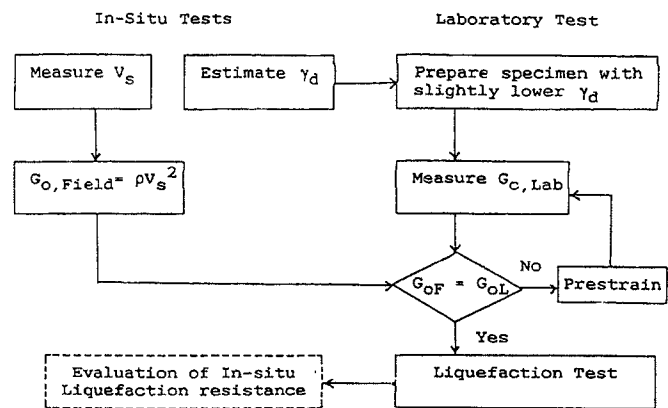 In-Situ Tests
Laboratory Test
Measure Vs
Estimate γd
Prepare specimen with
slightly lower γd
Go,Field= ρVs²
Measure Gc,Lab
GoF = GoL
No
Prestrain
Yes
Evaluation of In-situ
Liquefaction resistance
Liquefaction Test